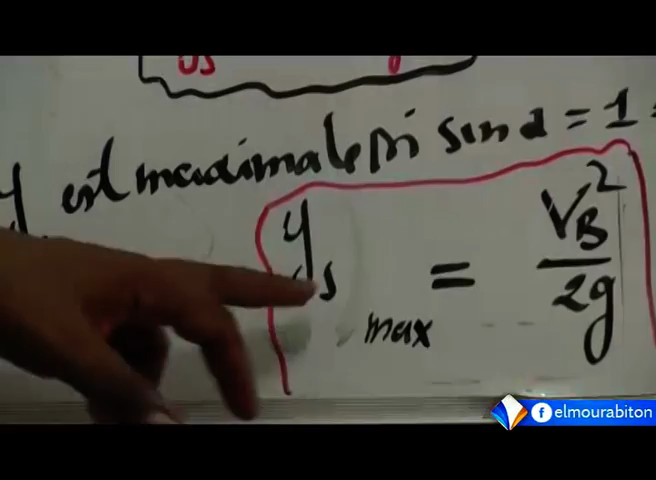 y est maximale si sin α = 1 =
y_s max = V_B² / 2g
elmourabiton